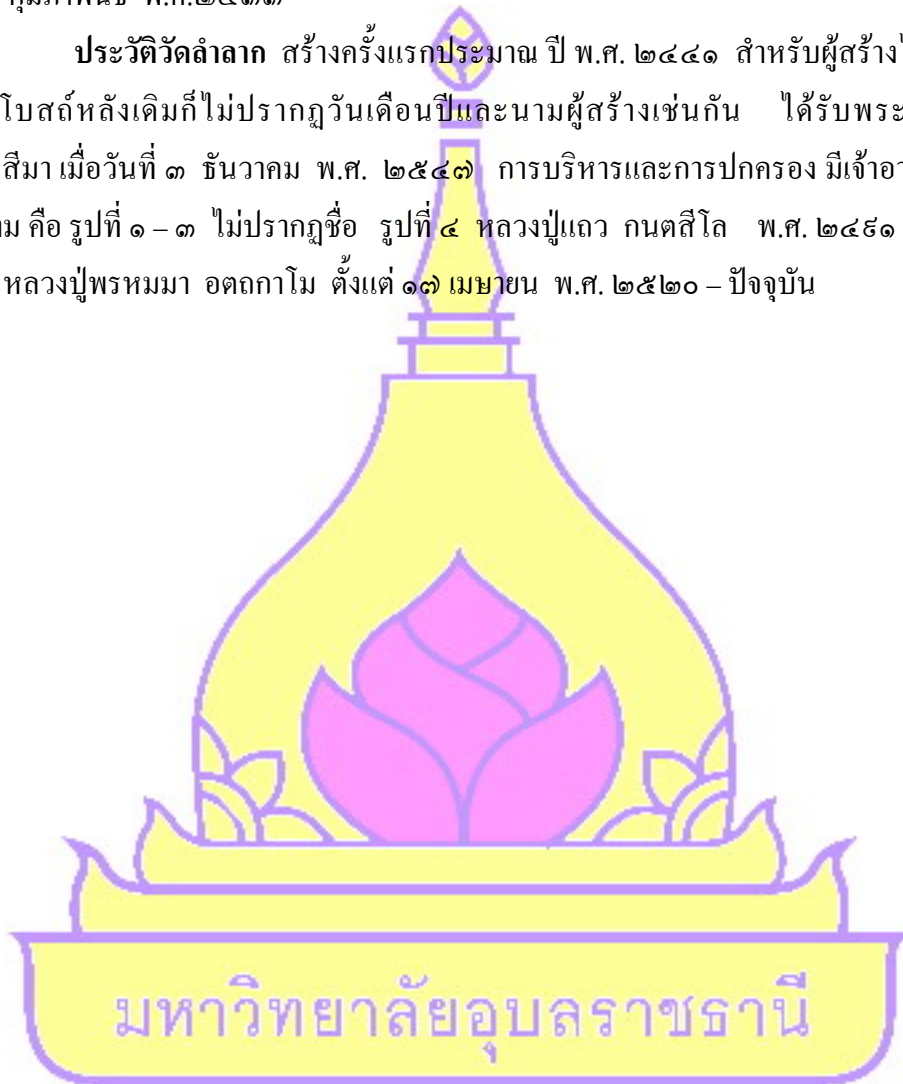 พ.ศ.๒๕๓๓
ประวัติวัดลำลาก สร้างครั้งแรกประมาณ ปี พ.ศ. ๒๔๔๑ สำหรับผู้สร้าง
โบสถ์หลังเดิมก็ไม่ปรากฏวันเดือนปีและนามผู้สร้างเช่นกัน ได้รับพระ
สีมา เมื่อวันที่ ๓ ธันวาคม พ.ศ. ๒๕๔๗ การบริหารและการปกครอง มีเจ้าอา
คือ รูปที่ ๑ – ๓ ไม่ปรากฏชื่อ รูปที่ ๔ หลวงปู่แถว กนตสีโล พ.ศ. ๒๔๙๑
หลวงปู่พรหมมา อตถกาโม ตั้งแต่ ๑๗ เมษายน พ.ศ. ๒๕๒๐ – ปัจจุบัน
มหาวิทยาลัยอุบลราชธานี